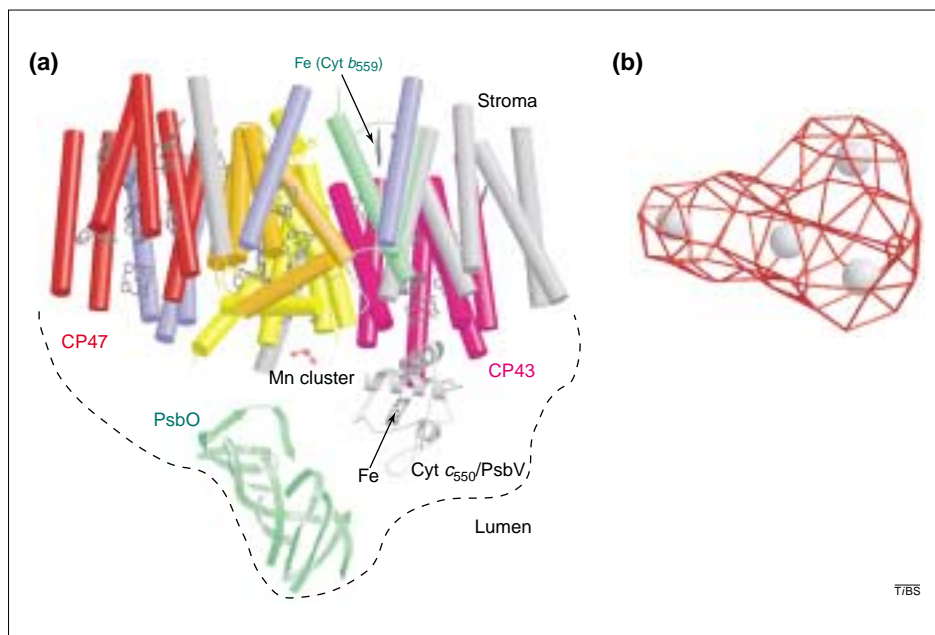 (a)
Fe (Cyt b559)
(b)
Stroma
CP47
Mn cluster
CP43
PsbO
Fe
Cyt c550/PsbV
Lumen
TiBS